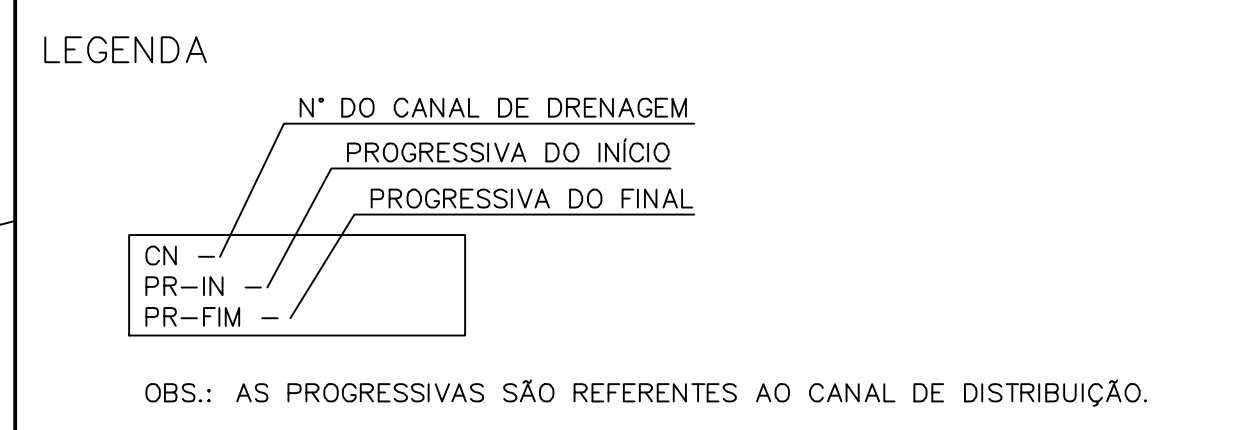 LEGENDA
N° DO CANAL DE DRENAGEM
PROGRESSIVA DO INÍCIO
PROGRESSIVA DO FINAL
CN –
PR–IN –
PR–FIM –
OBS.: AS PROGRESSIVAS SÃO REFERENTES AO CANAL DE DISTRIBUIÇÃO.